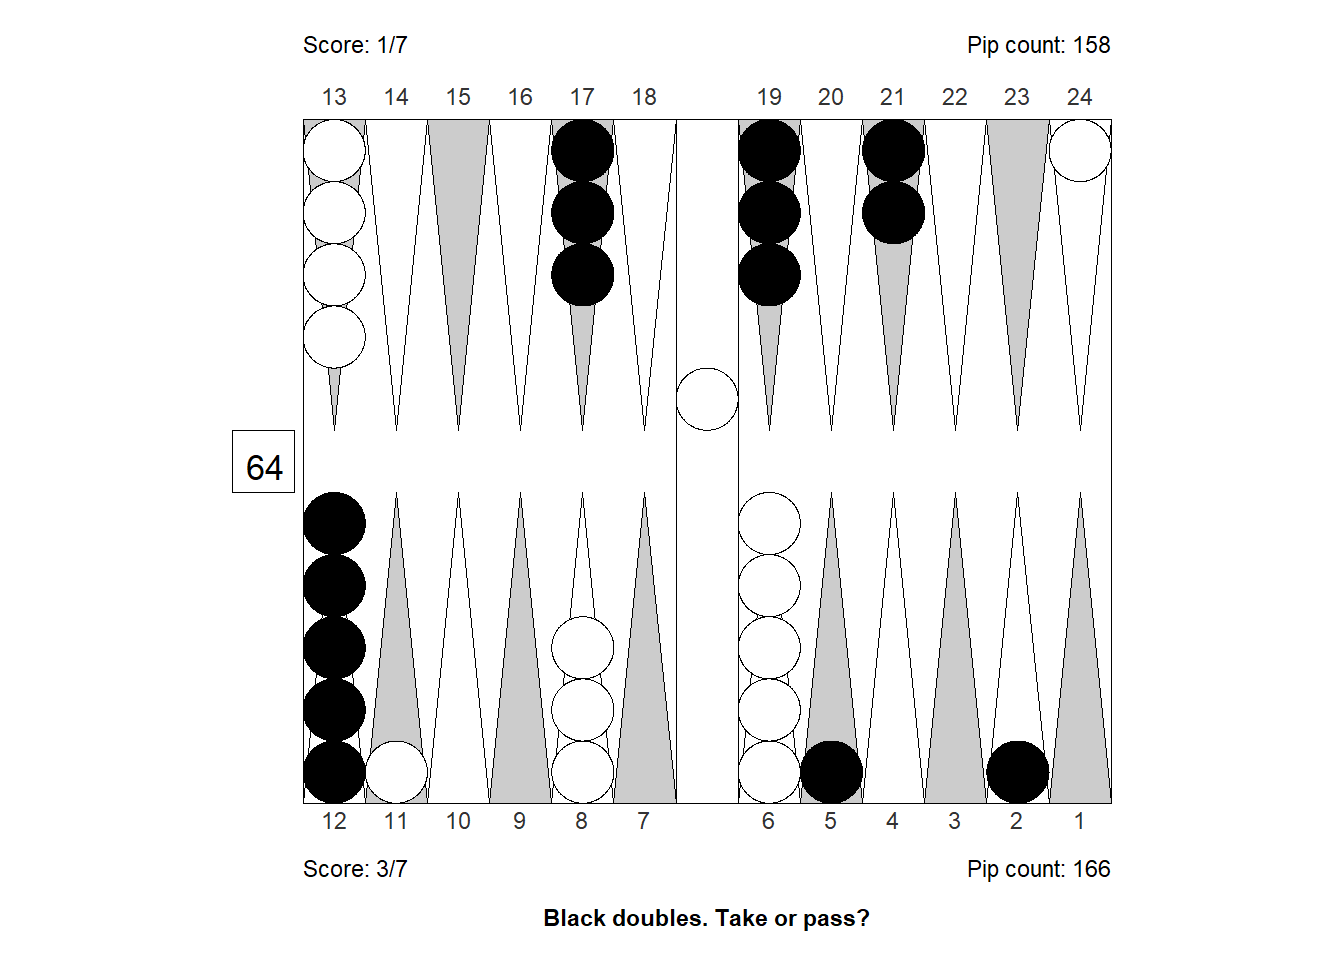 Score: 1/7 Pip count: 158
13 14 15 16 17 18 19 20 21 22 23 24
64
12 11 10 9 8 7 6 5 4 3 2 1
Score: 3/7 Pip count: 166
Black doubles. Take or pass?